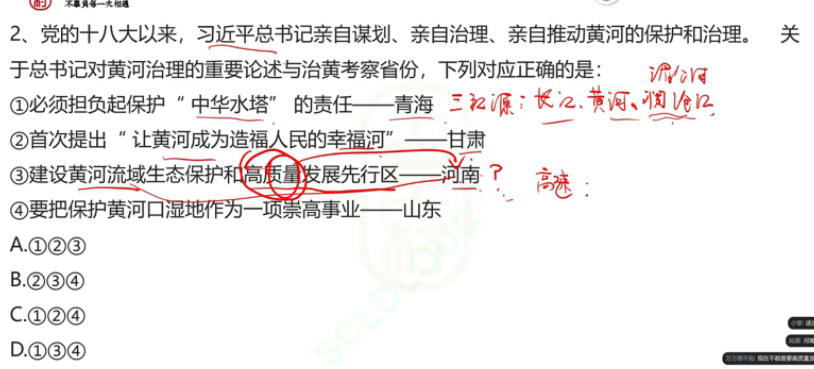 不辜负每一次相遇
2、党的十八大以来，习近平总书记亲自谋划、亲自治理、亲自推动黄河的保护和治理。 关
于总书记对黄河治理的重要论述与治黄考察省份，下列对应正确的是：
①必须担负起保护“ 中华水塔” 的责任——青海 三江源：长江、黄河、澜沧江
②首次提出“ 让黄河成为造福人民的幸福河”——甘肃
③建设黄河流域生态保护和高质量发展先行区——河南 ？ 高速：
④要把保护黄河口湿地作为一项崇高事业——山东
A.①②③
B.②③④
C.①②④
D.①③④
SCLDLOUC